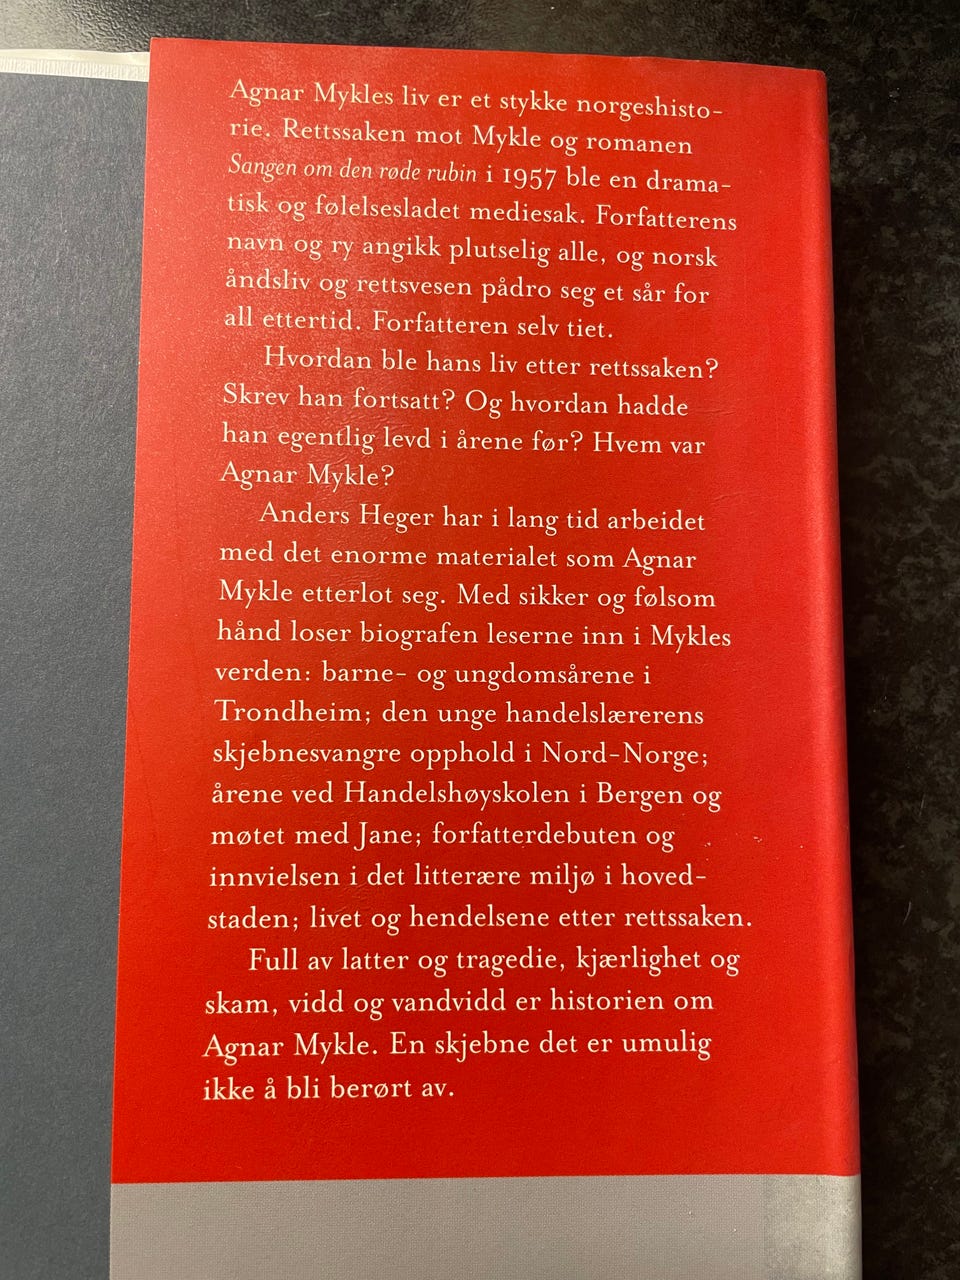 Agnar Mykles liv er et stykke norgeshisto-
rie. Rettssaken mot Mykle og romanen
Sangen om den røde rubin i 1957 ble en drama-
tisk og følelsesladet mediesak. Forfatterens
navn og ry angikk plutselig alle, og norsk
åndsliv og rettsvesen pådro seg et sår for
all ettertid. Forfatteren selv tiet.
Hvordan ble hans liv etter rettssaken?
Skrev han fortsatt? Og hvordan hadde
han egentlig levd i årene før? Hvem var
Agnar Mykle?
Anders Heger har i lang tid arbeidet
med det enorme materialet som Agnar
Mykle etterlot seg. Med sikker og følsom
hånd loser biografen leserne inn i Mykles
verden: barne- og ungdomsårene i
Trondheim; den unge handelslærerens
skjebnesvangre opphold i Nord-Norge;
årene ved Handelshøyskolen i Bergen og
møtet med Jane; forfatterdebuten og
innvielsen i det litterære miljø i hoved-
staden; livet og hendelsene etter rettssaken.
Full av latter og tragedie, kjærlighet og
skam, vidd og vandvidd er historien om
Agnar Mykle. En skjebne det er umulig
ikke å bli berørt av.